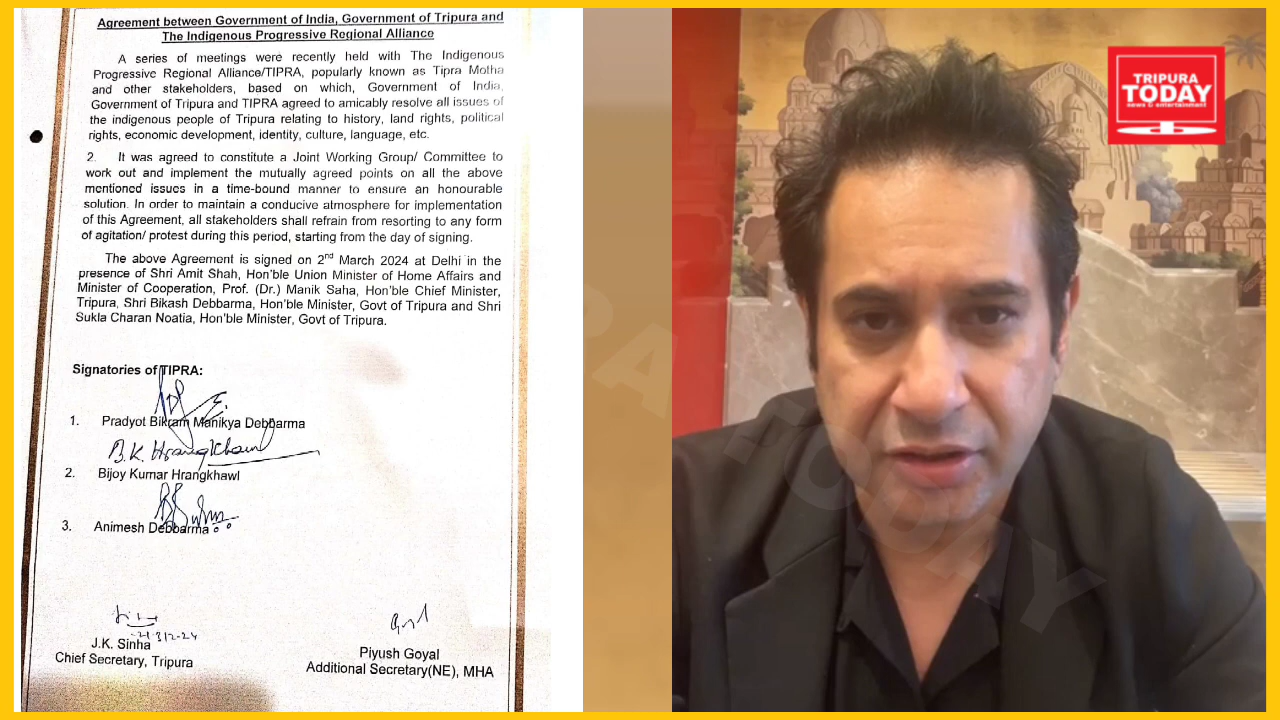 Agreement between Government of India, Government of Tripura and
The Indigenous Progressive Regional Alliance
A series of meetings were recently held with The Indigenous
Progressive Regional Alliance/TIPRA, popularly known as Tipra Motha
and other stakeholders, based on which, Government of India,
Government of Tripura and TIPRA agreed to amicably resolve all issues of
the indigenous people of Tripura relating to history, land rights, political
rights, economic development, identity, culture, language, etc.
2. It was agreed to constitute a Joint Working Group/ Committee to
work out and implement the mutually agreed points on all the above
mentioned issues in a time-bound manner to ensure an honourable
solution. In order to maintain a conducive atmosphere for implementation
of this Agreement, all stakeholders shall refrain from resorting to any form
of agitation/ protest during this period, starting from the day of signing.
The above Agreement is signed on 2nd March 2024 at Delhi in the
presence of Shri Amit Shah, Hon'ble Union Minister of Home Affairs and
Minister of Cooperation, Prof. (Dr.) Manik Saha, Hon'ble Chief Minister,
Tripura, Shri Bikash Debbarma, Hon'ble Minister, Govt of Tripura and Shri
Sukla Charan Noatia, Hon'ble Minister, Govt of Tripura.
Signatories of TIPRA:
1. Pradyot Bikram Manikya Debbarma
B.K. Hrangkhawl
2. Bijoy Kumar Hrangkhawl
3. Animesh Debbarma
J.K. Sinha
Chief Secretary, Tripura
Piyush Goyal
Additional Secretary(NE), MHA
TRIPURA
TODAY
news & entertainment